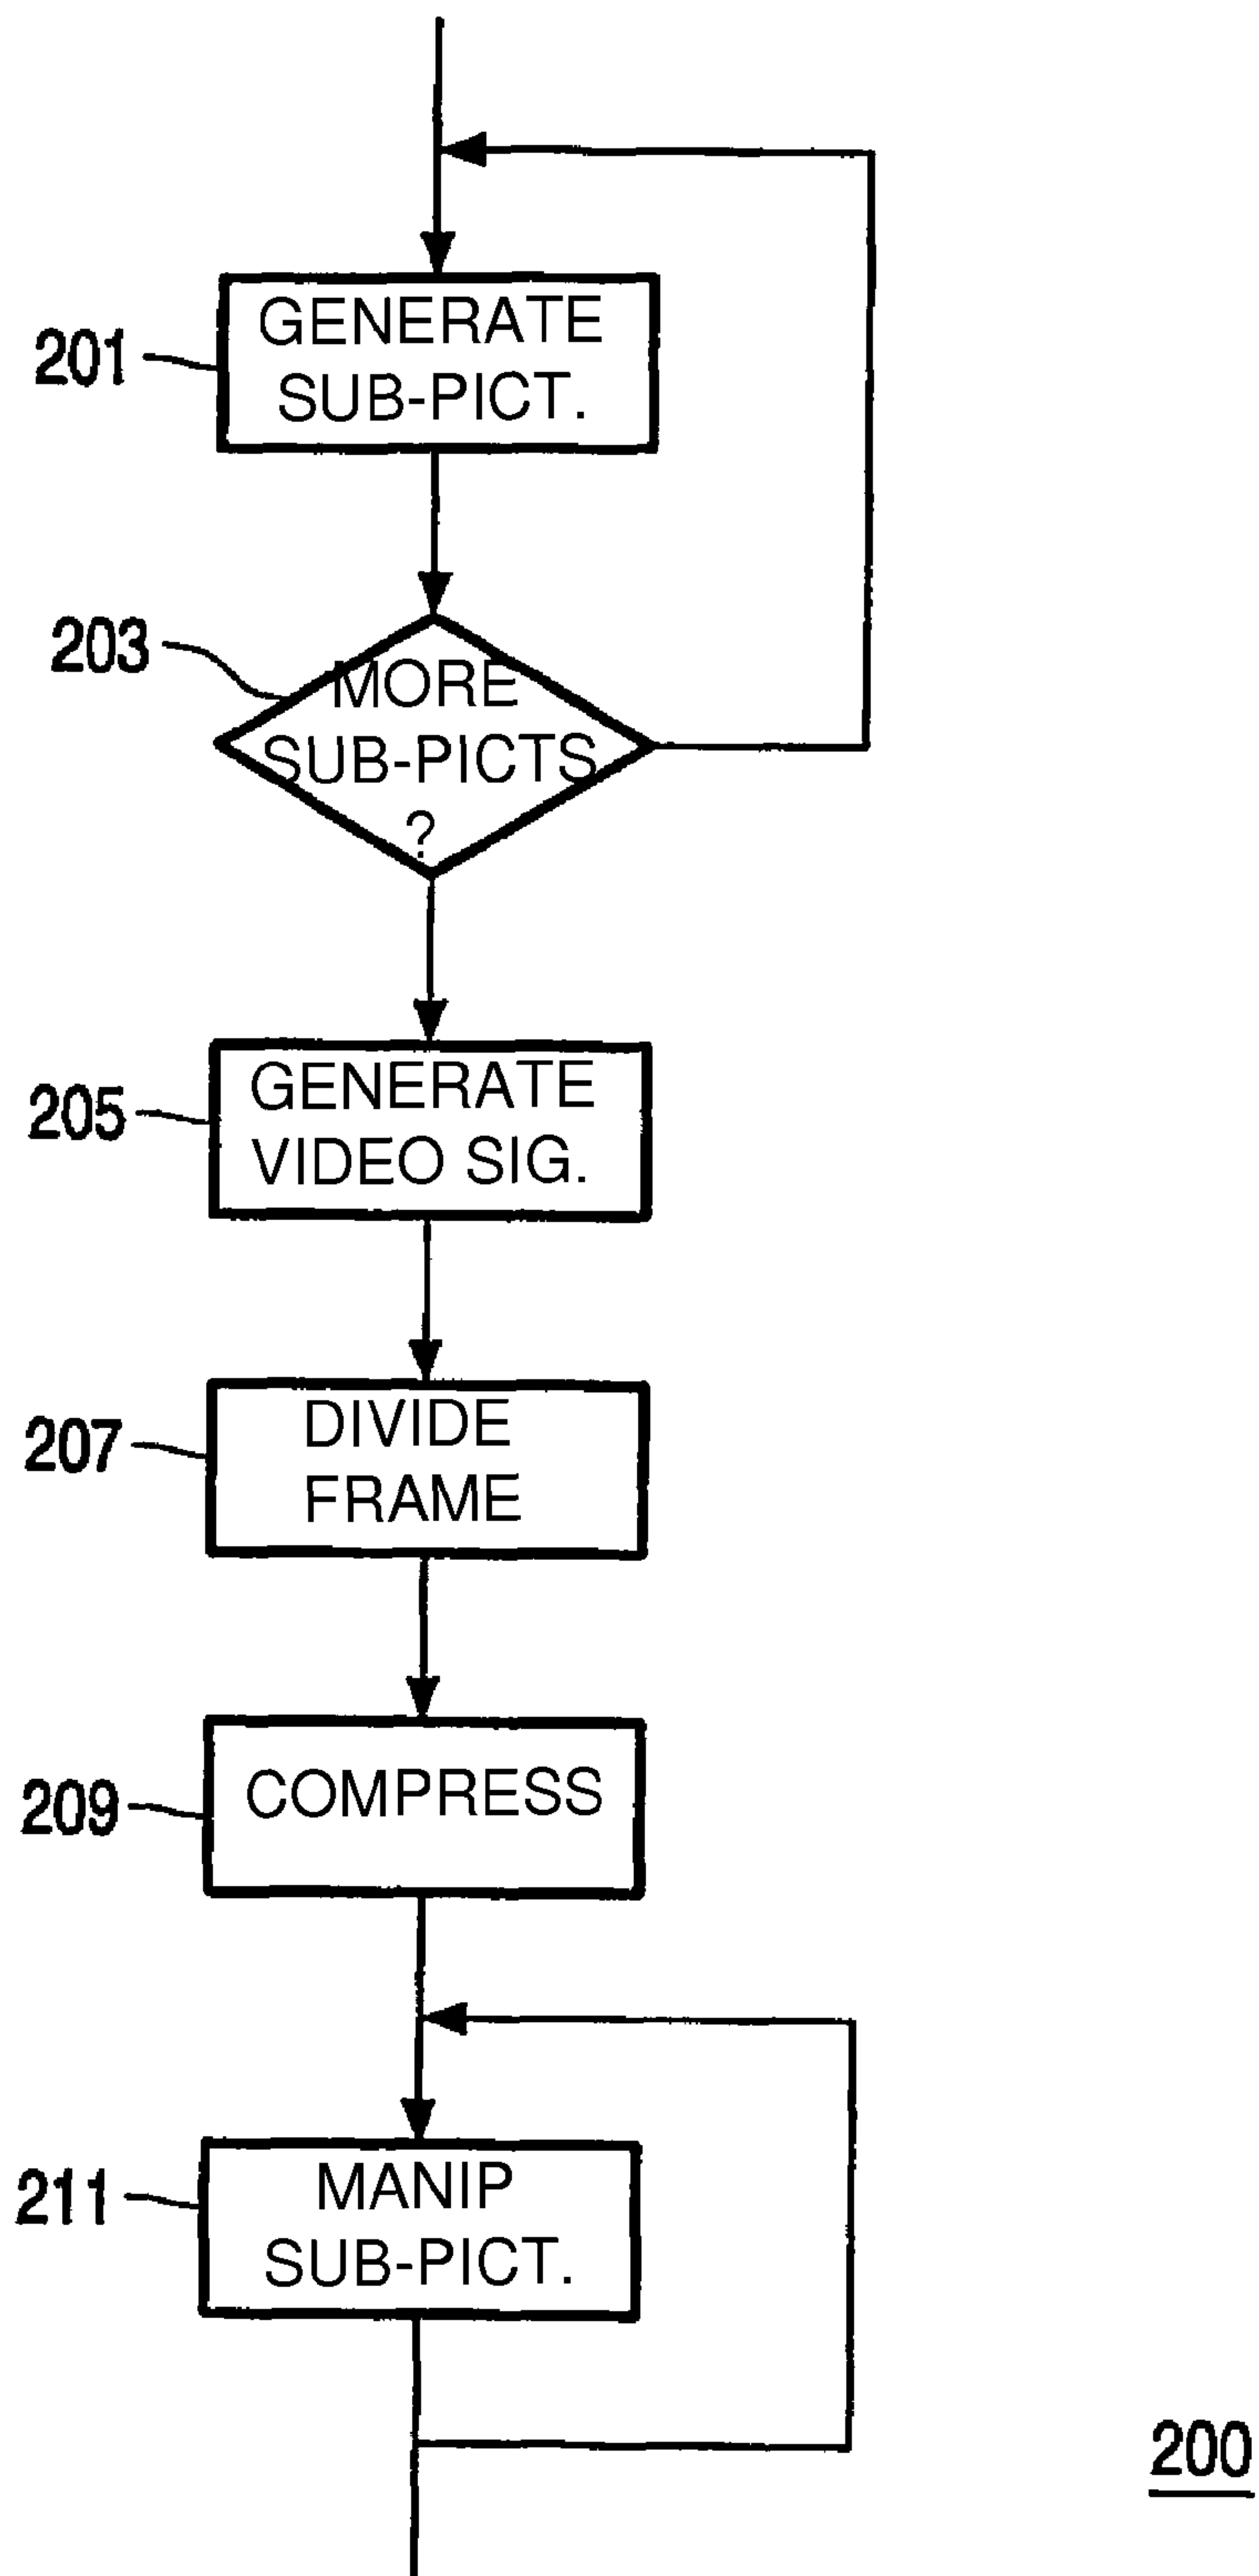 201
GENERATE
SUB-PICT.
203
MORE
SUB-PICTS
?
205
GENERATE
VIDEO SIG.
207
DIVIDE
FRAME
209
COMPRESS
211
MANIP
SUB-PICT.
200